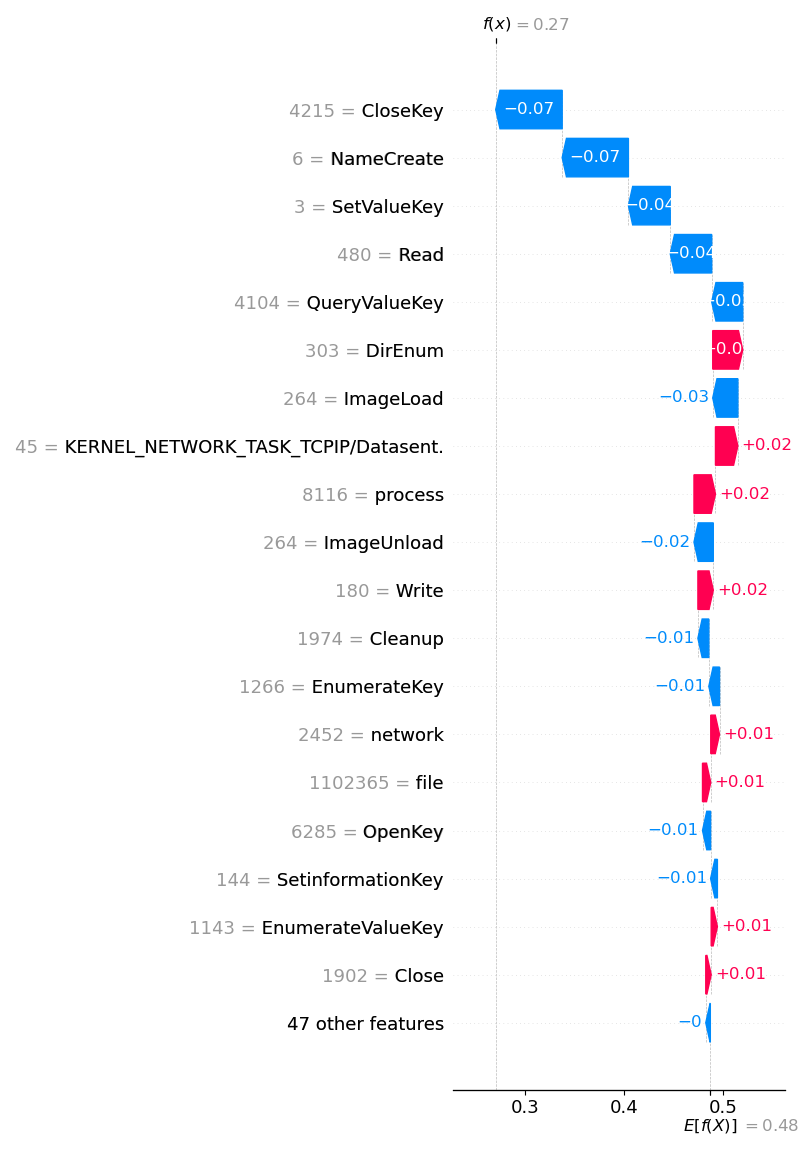 f(x) = 0.27
4215 = CloseKey −0.07
6 = NameCreate −0.07
3 = SetValueKey −0.04
480 = Read −0.04
4104 = QueryValueKey
303 = DirEnum
264 = ImageLoad −0.03
45 = KERNEL_NETWORK_TASK_TCPIP/Datasent. +0.02
8116 = process +0.02
264 = ImageUnload −0.02
180 = Write +0.02
1974 = Cleanup −0.01
1266 = EnumerateKey −0.01
2452 = network +0.01
1102365 = file +0.01
6285 = OpenKey −0.01
144 = SetinformationKey −0.01
1143 = EnumerateValueKey +0.01
1902 = Close +0.01
47 other features −0
0.3 0.4 0.5
E[f(X)] = 0.48